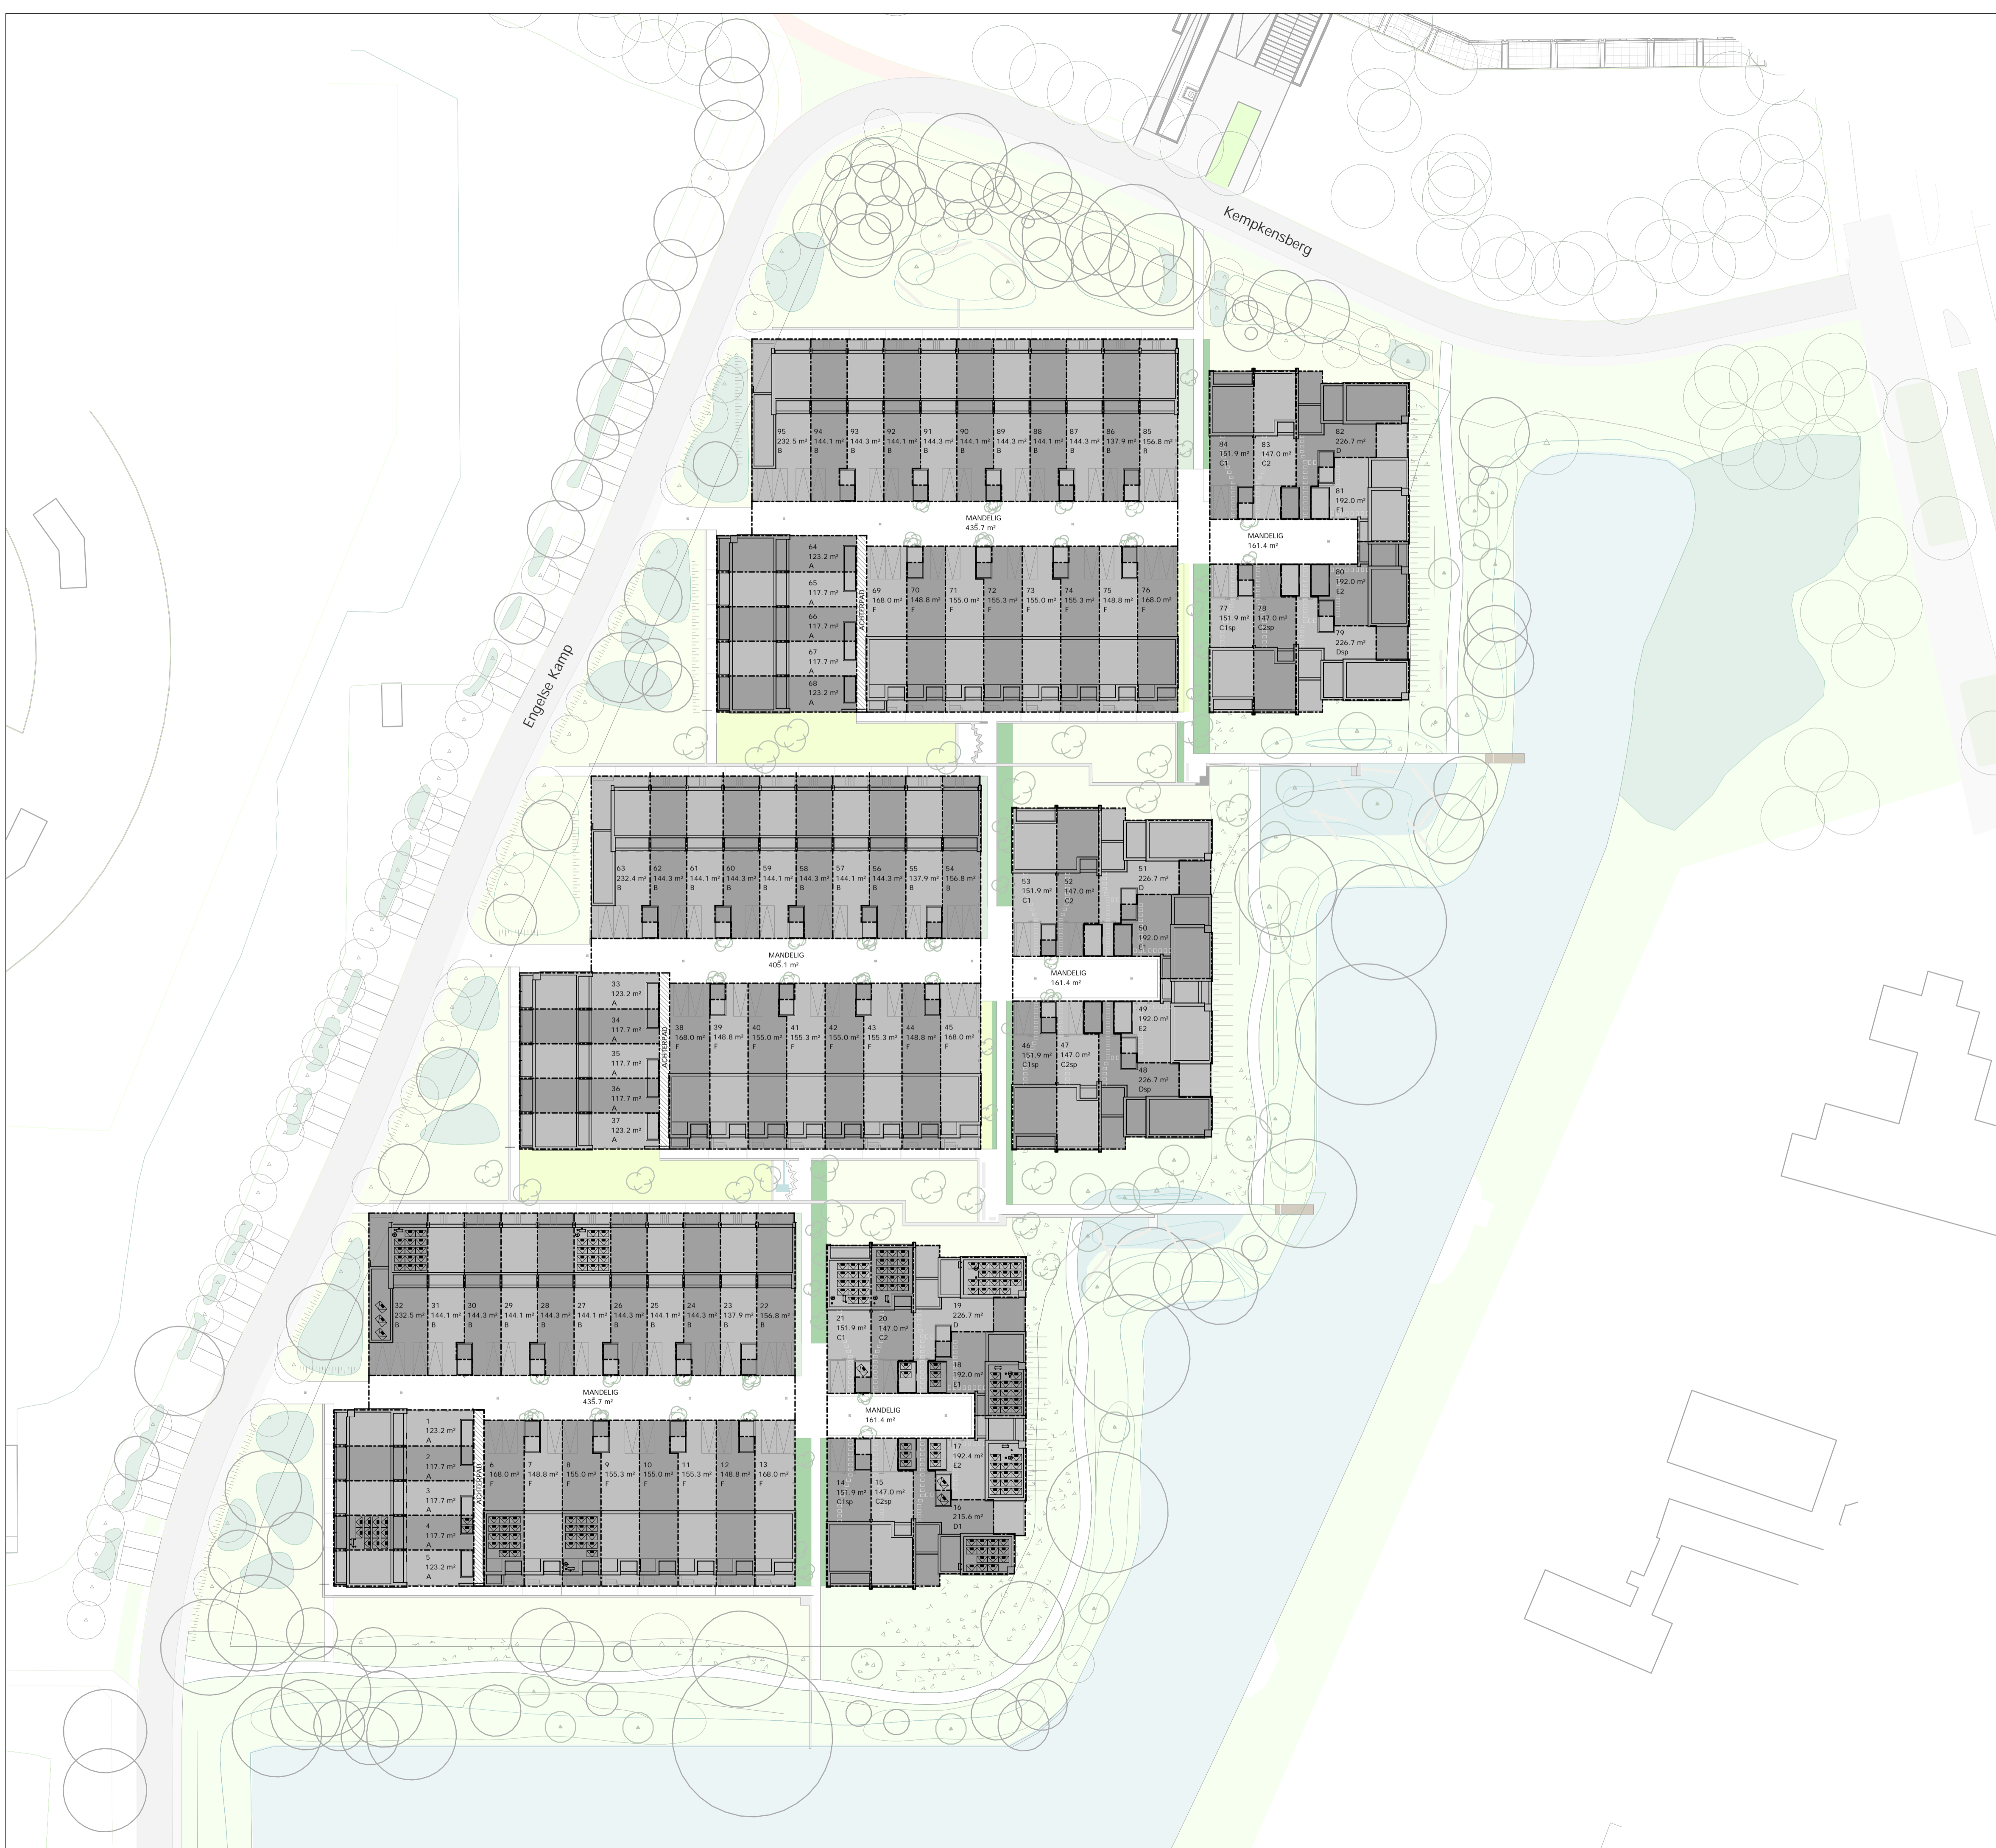 Kempkensberg
Engelse Kamp
95
232.5 m²
B
94
144.1 m²
B
93
144.3 m²
B
92
144.1 m²
B
91
144.3 m²
B
90
144.1 m²
B
89
144.3 m²
B
88
144.1 m²
B
87
144.3 m²
B
86
137.9 m²
B
85
156.8 m²
B
84
151.9 m²
C1
83
147.0 m²
C2
82
226.7 m²
D
81
192.0 m²
E1
MANDELIG
435.7 m²
MANDELIG
161.4 m²
64
123.2 m²
A
65
117.7 m²
A
66
117.7 m²
A
67
117.7 m²
A
68
123.2 m²
A
ACHTERPAD
69
168.0 m²
F
70
148.8 m²
F
71
155.0 m²
F
72
155.3 m²
F
73
155.0 m²
F
74
155.3 m²
F
75
148.8 m²
F
76
168.0 m²
F
77
151.9 m²
C1sp
78
147.0 m²
C2sp
80
192.0 m²
E2
79
226.7 m²
Dsp
63
232.4 m²
B
62
144.3 m²
B
61
144.1 m²
B
60
144.3 m²
B
59
144.1 m²
B
58
144.3 m²
B
57
144.1 m²
B
56
144.3 m²
B
55
137.9 m²
B
54
156.8 m²
B
53
151.9 m²
C1
52
147.0 m²
C2
51
226.7 m²
D
50
192.0 m²
E1
MANDELIG
405.1 m²
MANDELIG
161.4 m²
33
123.2 m²
A
34
117.7 m²
A
35
117.7 m²
A
36
117.7 m²
A
37
123.2 m²
A
ACHTERPAD
38
168.0 m²
F
39
148.8 m²
F
40
155.0 m²
F
41
155.3 m²
F
42
155.0 m²
F
43
155.3 m²
F
44
148.8 m²
F
45
168.0 m²
F
46
151.9 m²
C1sp
47
147.0 m²
C2sp
49
192.0 m²
E2
48
226.7 m²
Dsp
32
232.5 m²
B
31
144.1 m²
B
30
144.3 m²
B
29
144.1 m²
B
28
144.3 m²
B
27
144.1 m²
B
26
144.3 m²
B
25
144.1 m²
B
24
144.3 m²
B
23
137.9 m²
B
22
156.8 m²
B
21
151.9 m²
C1
20
147.0 m²
C2
19
226.7 m²
D
18
192.0 m²
E1
MANDELIG
435.7 m²
MANDELIG
161.4 m²
1
123.2 m²
A
2
117.7 m²
A
3
117.7 m²
A
4
117.7 m²
A
5
123.2 m²
A
ACHTERPAD
6
168.0 m²
F
7
148.8 m²
F
8
155.0 m²
F
9
155.3 m²
F
10
155.0 m²
F
11
155.3 m²
F
12
148.8 m²
F
13
168.0 m²
F
14
151.9 m²
C1sp
15
147.0 m²
C2sp
17
192.4 m²
E2
16
215.6 m²
D1